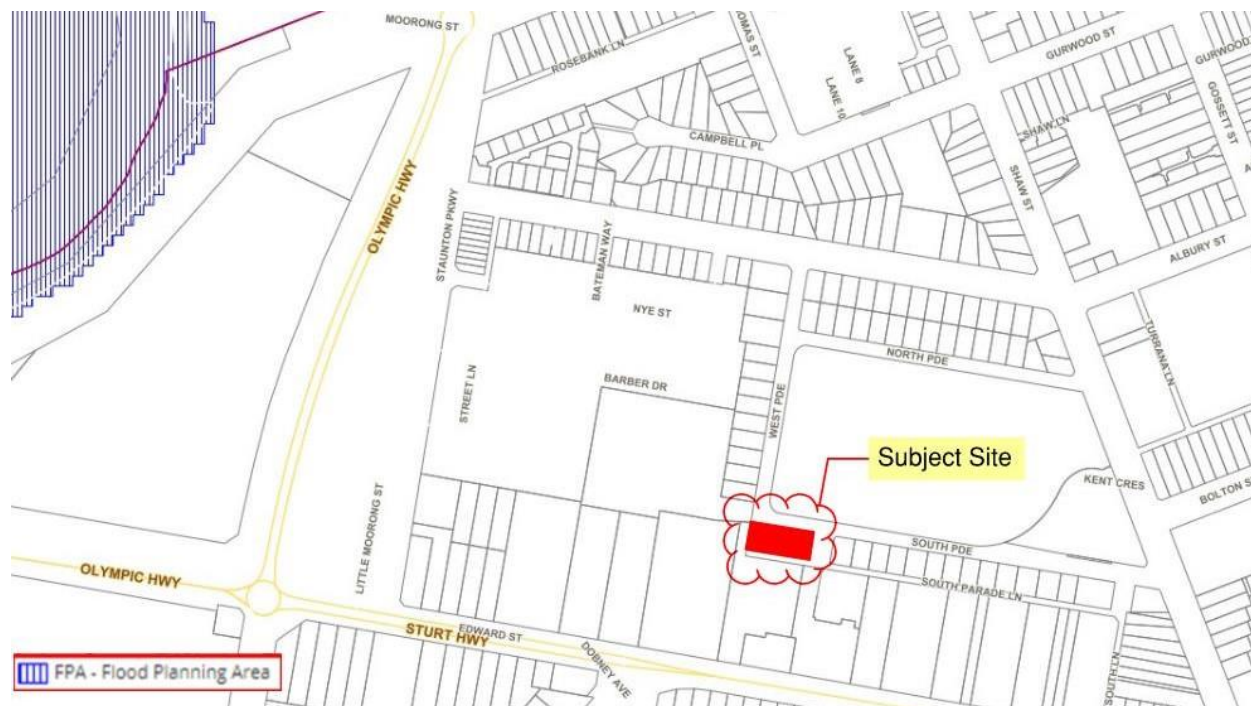 MOORONG ST
ROSEBANK LN
OMAS ST
LANE 8
LANE 10
GURWOOD ST
GURWOOD
GOSSETT ST
SHAW LN
CAMPBELL PL
SHAW ST
A
ALBURY ST
OLYMPIC HWY
STAUNTON PKWY
BATEMAN WAY
NYE ST
NORTH PDE
TURRANA LN
BARBER DR
STREET LN
WEST PDE
Subject Site
KENT CRES
BOLTON S
LITTLE MOORONG ST
SOUTH PDE
SOUTH PARADE LN
OLYMPIC HWY
EDWARD ST
STURT HWY
DOBNEY AVE
SOUTH LN
FPA - Flood Planning Area